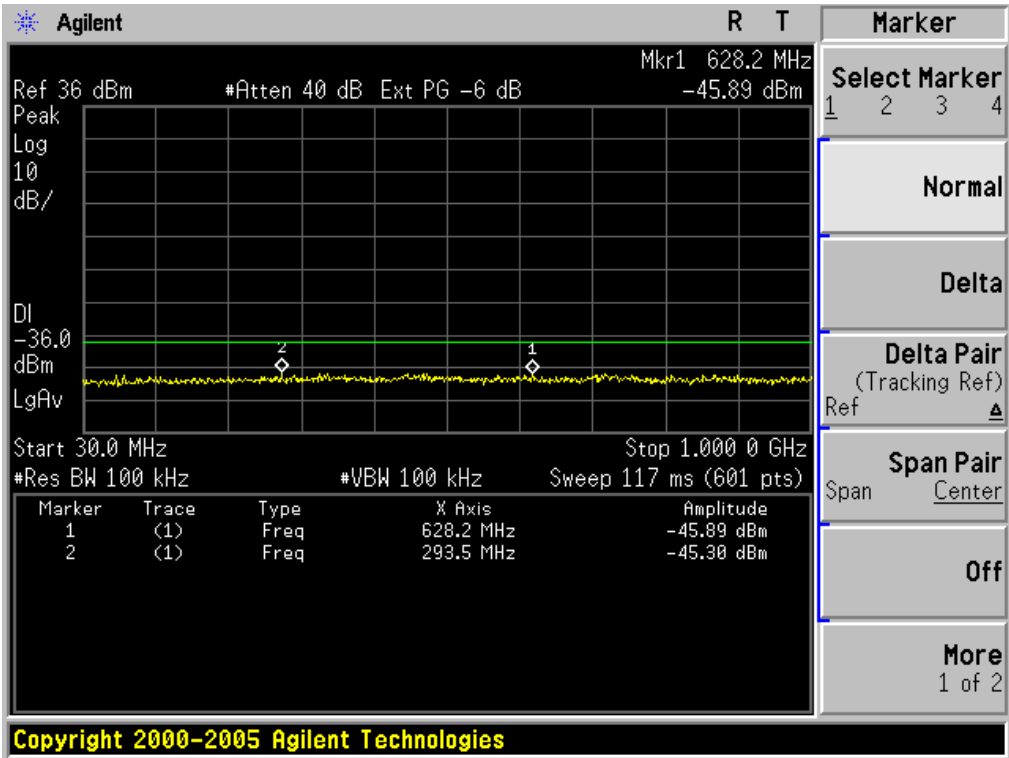 Agilent R T Marker
Mkr1 628.2 MHz
Ref 36 dBm #Atten 40 dB Ext PG -6 dB -45.89 dBm
Peak
Log
10
dB/
DI
-36.0
dBm
LgAv
2
1
Start 30.0 MHz Stop 1.000 0 GHz
#Res BW 100 kHz #VBW 100 kHz Sweep 117 ms (601 pts)
Marker Trace Type X Axis Amplitude
1 (1) Freq 628.2 MHz -45.89 dBm
2 (1) Freq 293.5 MHz -45.30 dBm
Select Marker
1 2 3 4
Normal
Delta
Delta Pair
(Tracking Ref)
Ref Δ
Span Pair
Span Center
Off
More
1 of 2
Copyright 2000-2005 Agilent Technologies